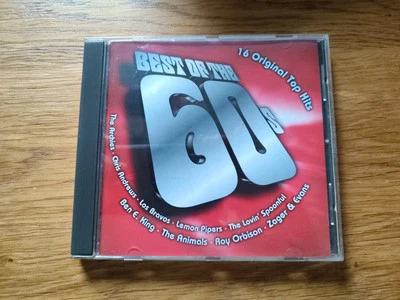 BEST OF THE
60s
16 Original Top Hits
The Archies · Chris Andrews · Los Bravos · Lemon Pipers · The Lovin' Spoonful
Ben E. King · The Animals · Roy Orbison · Zager & Evans